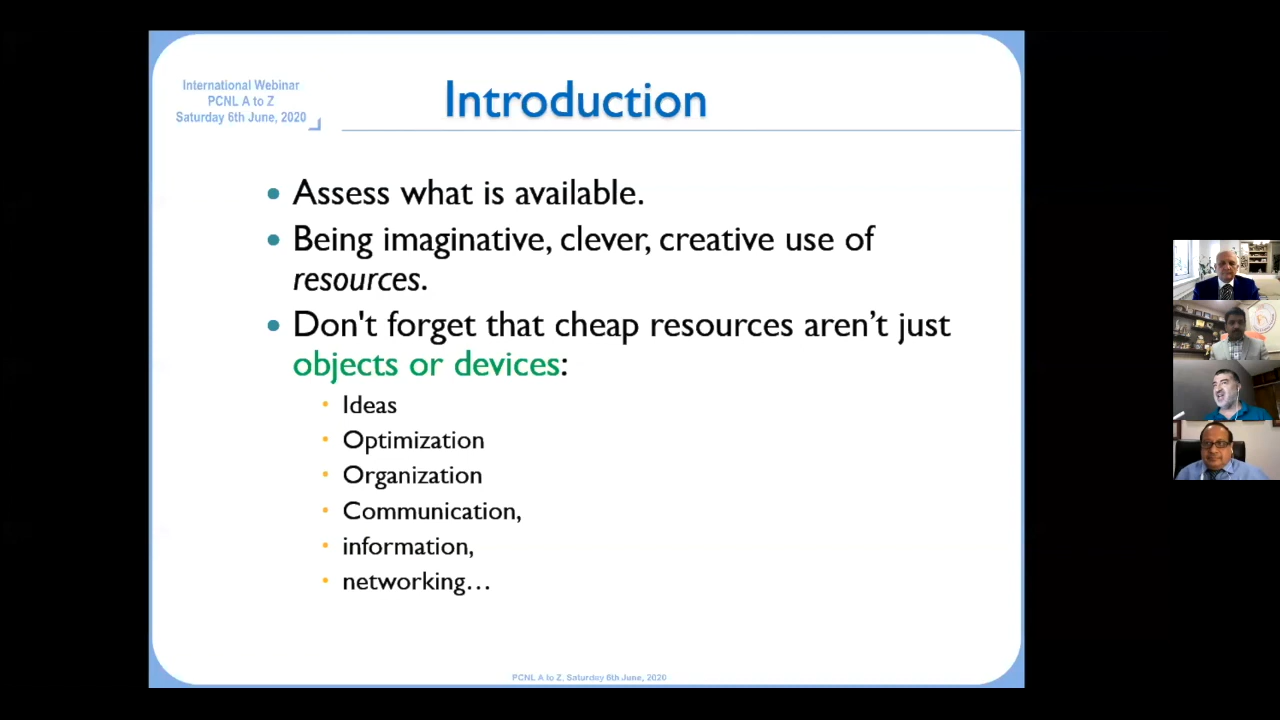 International Webinar
PCNL A to Z
Saturday 6th June, 2020
Introduction
Assess what is available.
Being imaginative, clever, creative use of
resources.
Don't forget that cheap resources aren’t just
objects or devices:
Ideas
Optimization
Organization
Communication,
information,
networking…
PCNL A to Z, Saturday 6th June, 2020